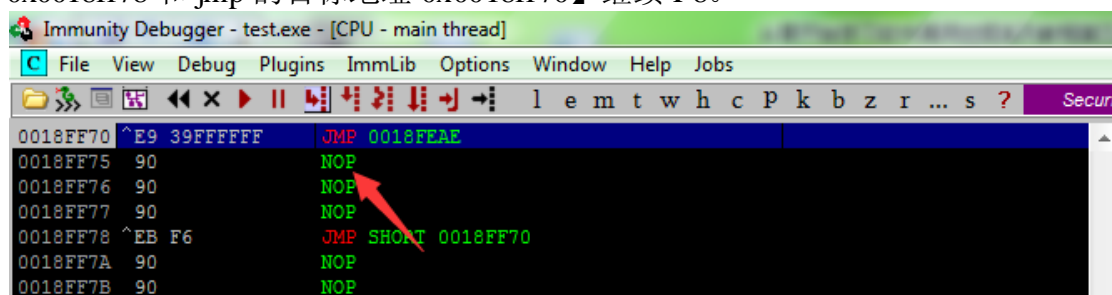 Immunity Debugger - test.exe - [CPU - main thread]
C File View Debug Plugins ImmLib Options Window Help Jobs
l e m t w h c P k b z r ... s ? Secur
0018FF70 ^E9 39FFFFFF JMP 0018FEAE
0018FF75 90 NOP
0018FF76 90 NOP
0018FF77 90 NOP
0018FF78 ^EB F6 JMP SHORT 0018FF70
0018FF7A 90 NOP
0018FF7B 90 NOP